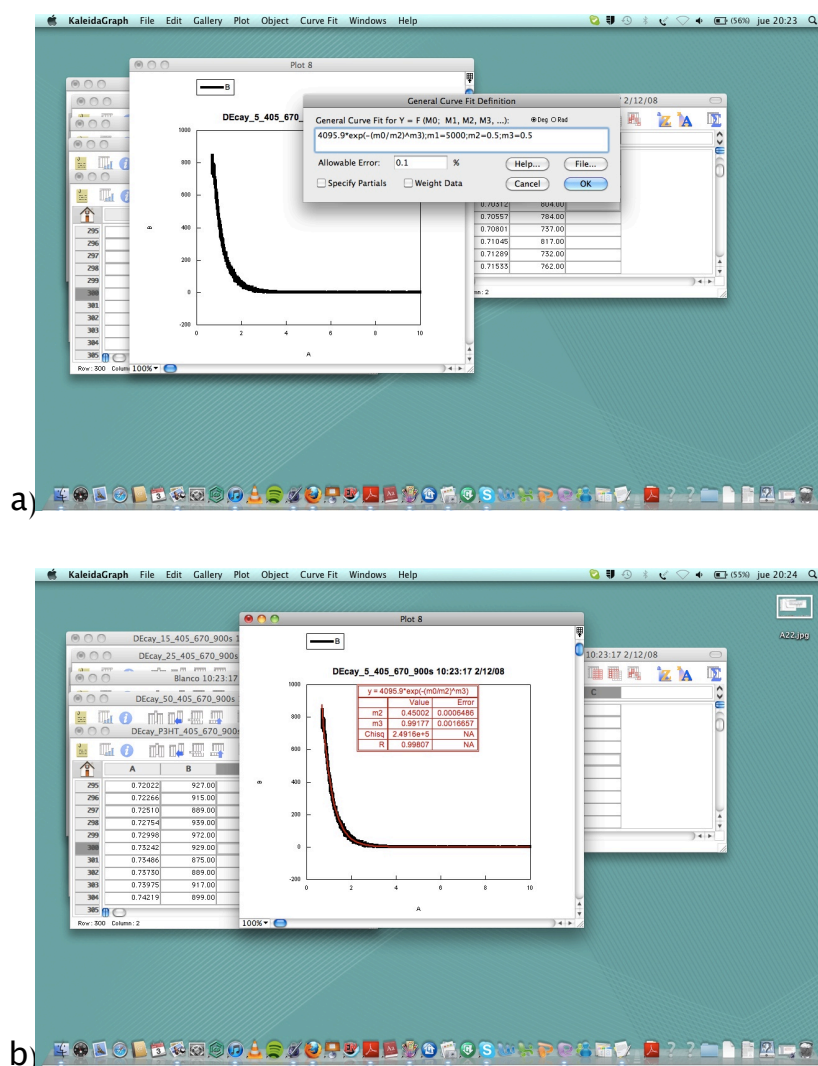 KaleidaGraph File Edit Gallery Plot Object Curve Fit Windows Help (56%) jue 20:23
Plot 8
B
DEcay_5_405_670_
1000
800
600
400
200
0
-200
0 2 4 6 8 10
B
A
100%
General Curve Fit Definition
General Curve Fit for Y = F (M0; M1, M2, M3, ...): Deg Rad
4095.9*exp(-(m0/m2)^m3);m1=5000;m2=0.5;m3=0.5
Allowable Error: 0.1 % Help... File...
Specify Partials Weight Data Cancel OK
2/12/08
0.70312 804.00
0.70557 784.00
0.70801 737.00
0.71045 817.00
0.71289 732.00
0.71533 762.00
295
296
297
298
299
300
301
302
303
304
305
Row: 300 Column
a)
KaleidaGraph File Edit Gallery Plot Object Curve Fit Windows Help (55%) jue 20:24
A22.jpg
DEcay_15_405_670_900s
DEcay_25_405_670_900s
Blanco 10:23:17
DEcay_50_405_670_900s
DEcay_P3HT_405_670_900s
A B
295 0.72022 927.00
296 0.72266 915.00
297 0.72510 889.00
298 0.72754 939.00
299 0.72998 972.00
300 0.73242 929.00
301 0.73486 875.00
302 0.73730 889.00
303 0.73975 917.00
304 0.74219 899.00
305
Row: 300 Column: 2
Plot 8
B
DEcay_5_405_670_900s 10:23:17 2/12/08
y = 4095.9*exp(-(m0/m2)^m3)
Value Error
m2 0.45002 0.0006486
m3 0.99177 0.0016657
Chisq 2.4916e+5 NA
R 0.99807 NA
1000
800
600
400
200
0
-200
0 2 4 6 8 10
B
A
100%
10:23:17 2/12/08
C
b)